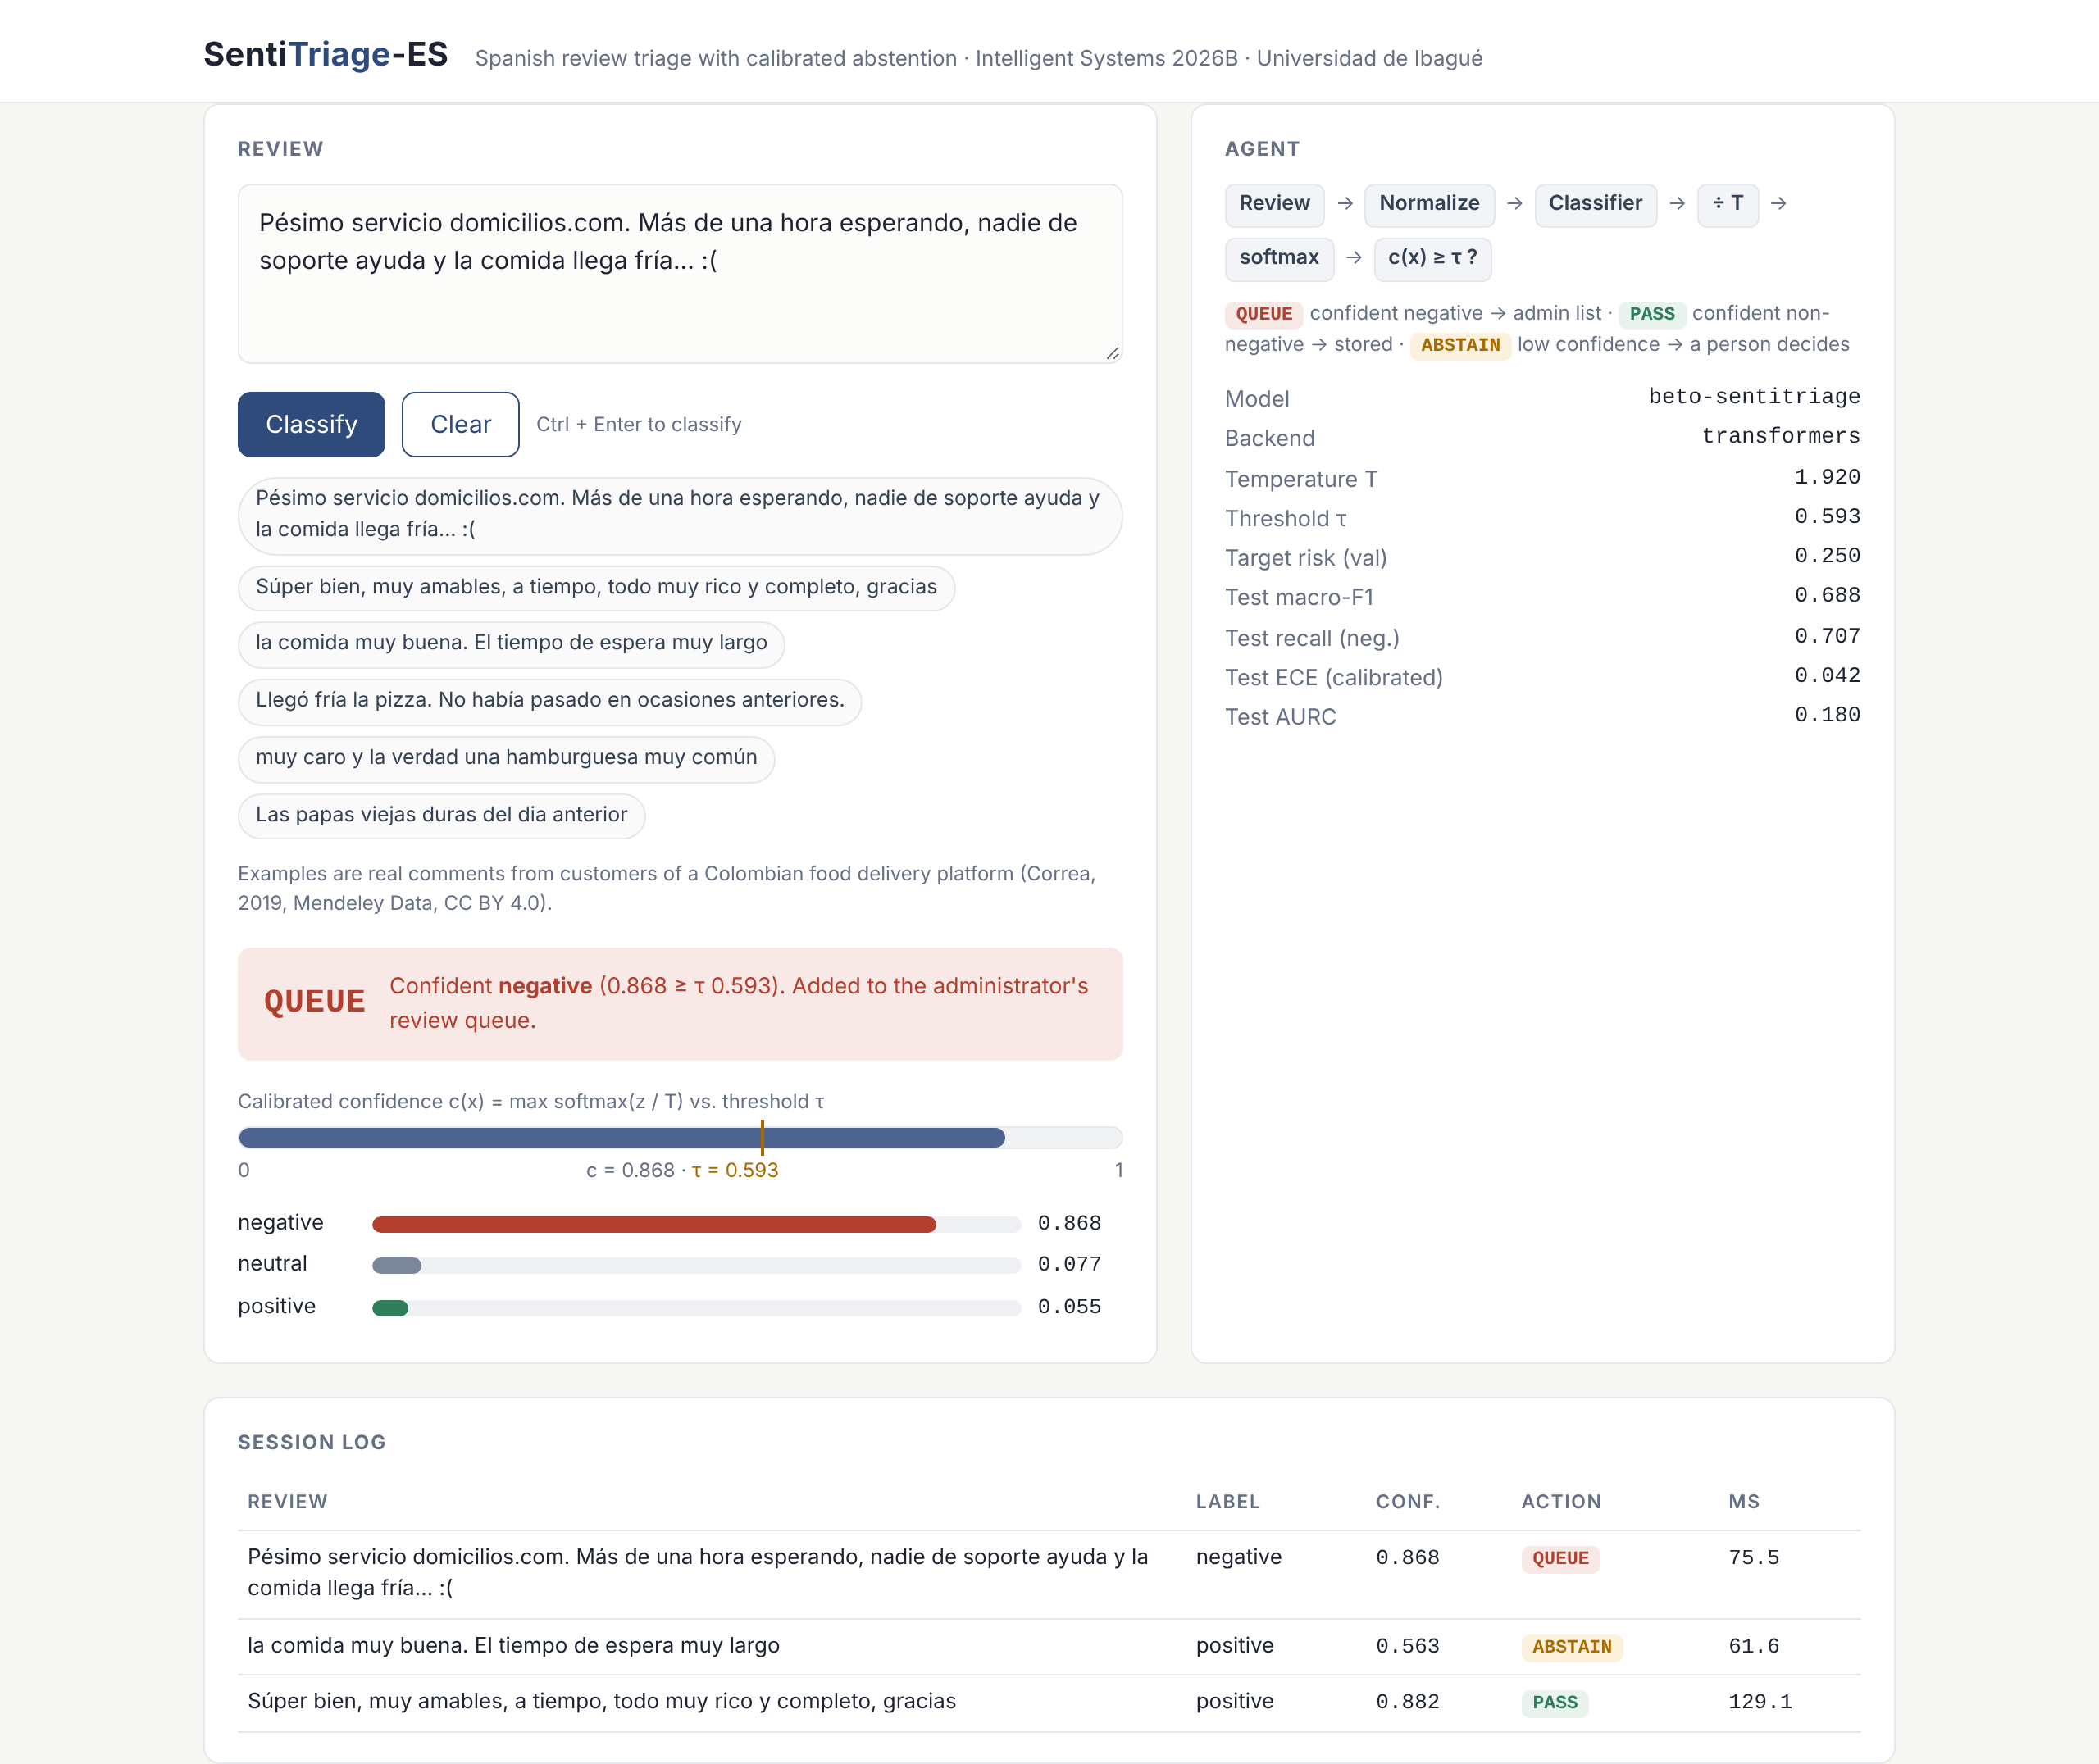 SentiTriage-ES Spanish review triage with calibrated abstention · Intelligent Systems 2026B · Universidad de Ibagué
REVIEW
Pésimo servicio domicilios.com. Más de una hora esperando, nadie de
soporte ayuda y la comida llega fría... :(
Classify Clear Ctrl + Enter to classify
Pésimo servicio domicilios.com. Más de una hora esperando, nadie de soporte ayuda y
la comida llega fría... :(
Súper bien, muy amables, a tiempo, todo muy rico y completo, gracias
la comida muy buena. El tiempo de espera muy largo
Llegó fría la pizza. No había pasado en ocasiones anteriores.
muy caro y la verdad una hamburguesa muy común
Las papas viejas duras del dia anterior
Examples are real comments from customers of a Colombian food delivery platform (Correa,
2019, Mendeley Data, CC BY 4.0).
QUEUE Confident negative (0.868 ≥ τ 0.593). Added to the administrator's
review queue.
Calibrated confidence c(x) = max softmax(z / T) vs. threshold τ
0 c = 0.868 · τ = 0.593 1
negative 0.868
neutral 0.077
positive 0.055
AGENT
Review → Normalize → Classifier → ÷ T →
softmax → c(x) ≥ τ ?
QUEUE confident negative → admin list · PASS confident non-
negative → stored · ABSTAIN low confidence → a person decides
Model beto-sentitriage
Backend transformers
Temperature T 1.920
Threshold τ 0.593
Target risk (val) 0.250
Test macro-F1 0.688
Test recall (neg.) 0.707
Test ECE (calibrated) 0.042
Test AURC 0.180
SESSION LOG
REVIEW LABEL CONF. ACTION MS
Pésimo servicio domicilios.com. Más de una hora esperando, nadie de soporte ayuda y la negative 0.868 QUEUE 75.5
comida llega fría... :(
la comida muy buena. El tiempo de espera muy largo positive 0.563 ABSTAIN 61.6
Súper bien, muy amables, a tiempo, todo muy rico y completo, gracias positive 0.882 PASS 129.1